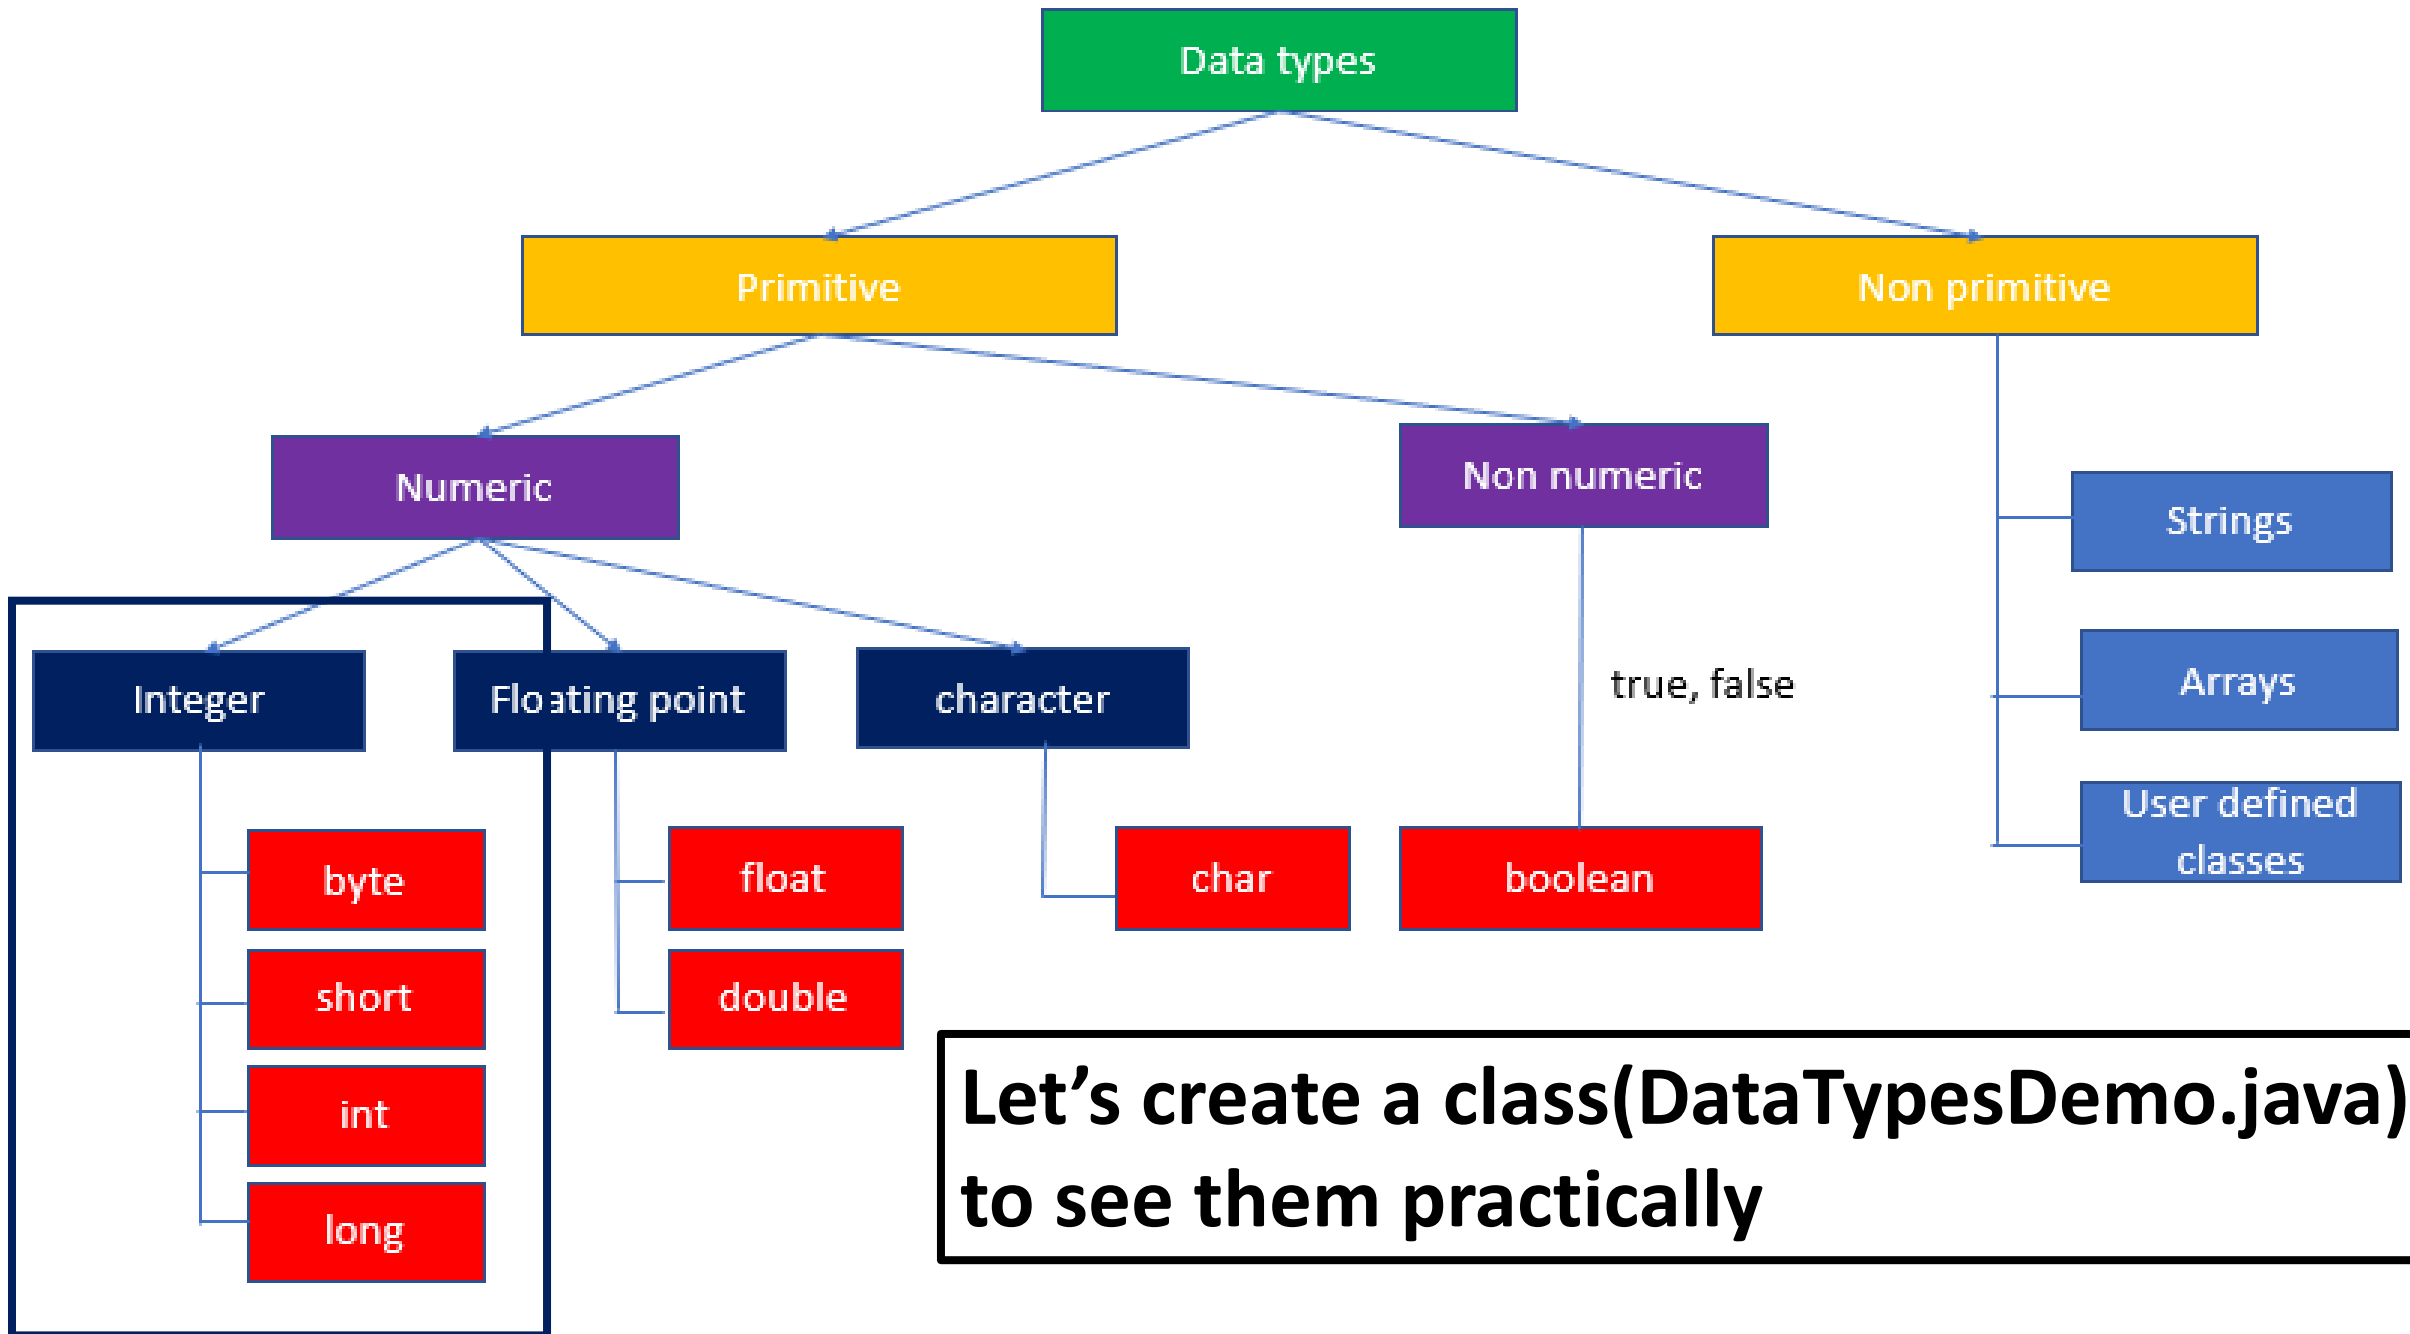 Data types
Primitive
Non primitive
Numeric
Non numeric
Strings
Integer
Floating point
character
true, false
Arrays
User defined
classes
byte
float
char
boolean
short
double
int
long
Let’s create a class(DataTypesDemo.java)
to see them practically